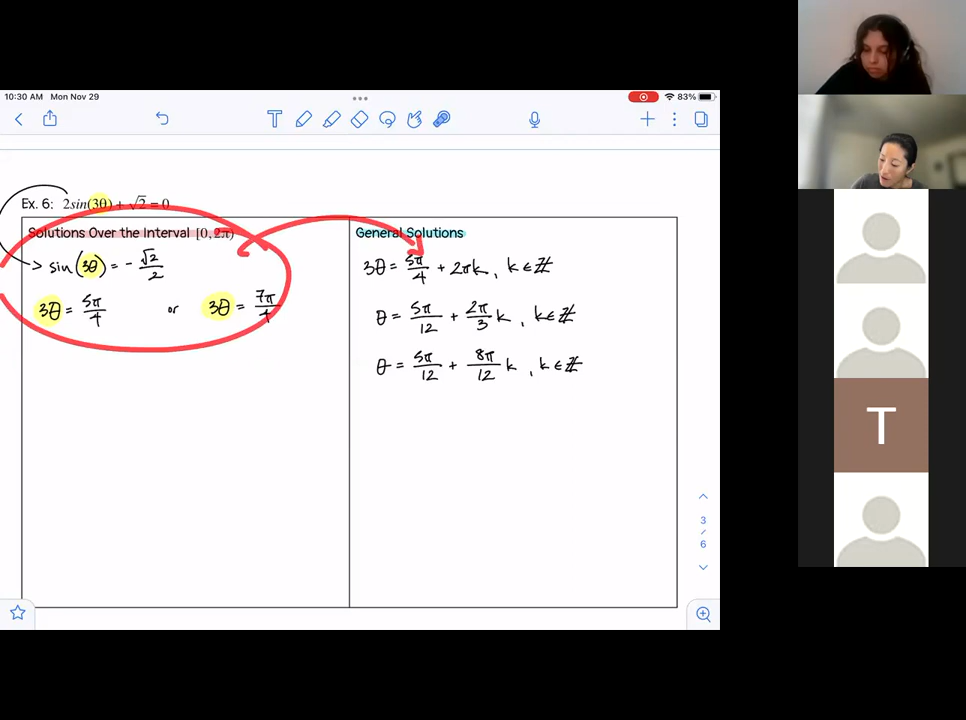 10:30 AM Mon Nov 29
83%
T
Ex. 6: 2sin(3θ) + √2 = 0
Solutions Over the Interval [0, 2π)
> sin(3θ) = - √2/2
3θ = 5π/4 or 3θ = 7π/4
General Solutions
3θ = 5π/4 + 2πk, k ∈ ℤ
θ = 5π/12 + 2π/3 k, k ∈ ℤ
θ = 5π/12 + 8π/12 k, k ∈ ℤ
3
/
6
T